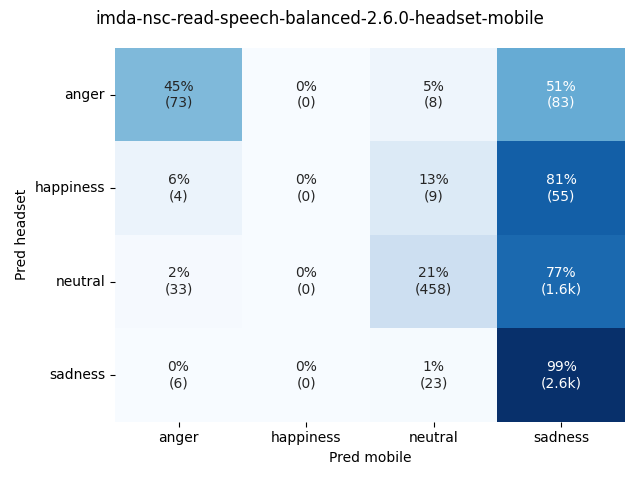 imda-nsc-read-speech-balanced-2.6.0-headset-mobile
anger
45%
(73)
0%
(0)
5%
(8)
51%
(83)
happiness
6%
(4)
0%
(0)
13%
(9)
81%
(55)
neutral
2%
(33)
0%
(0)
21%
(458)
77%
(1.6k)
sadness
0%
(6)
0%
(0)
1%
(23)
99%
(2.6k)
Pred headset
anger
happiness
neutral
sadness
Pred mobile